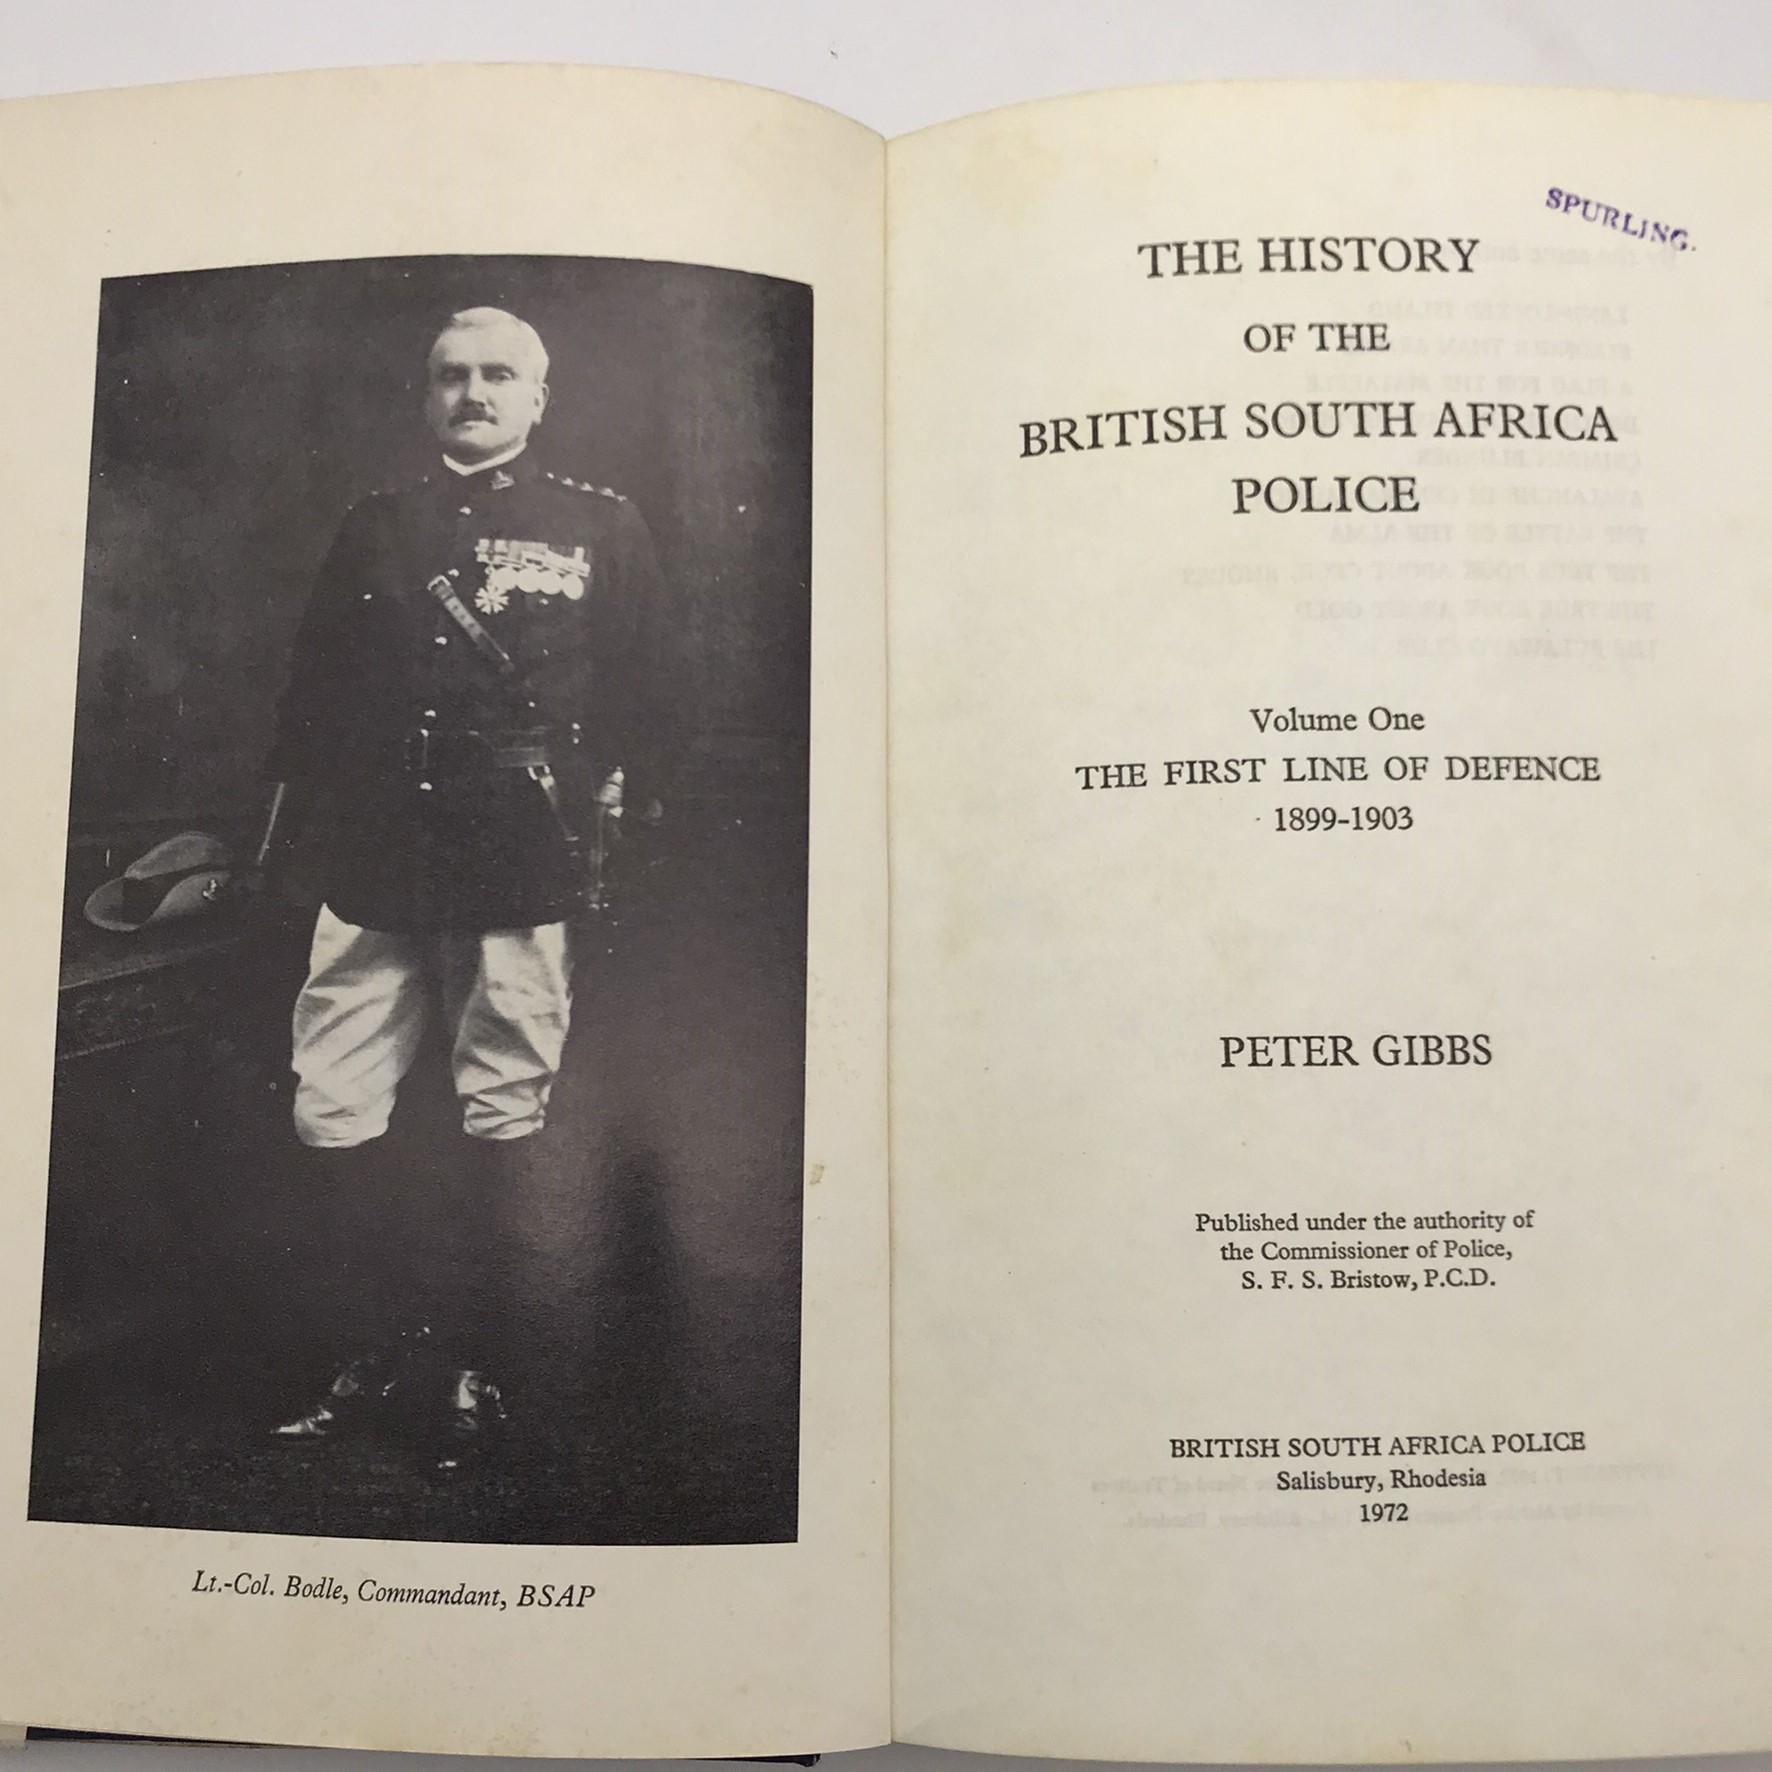 Lt.-Col. Bodle, Commandant, BSAP
SPURLING.
THE HISTORY
OF THE
BRITISH SOUTH AFRICA
POLICE
Volume One
THE FIRST LINE OF DEFENCE
1899-1903
PETER GIBBS
Published under the authority of
the Commissioner of Police,
S. F. S. Bristow, P.C.D.
BRITISH SOUTH AFRICA POLICE
Salisbury, Rhodesia
1972